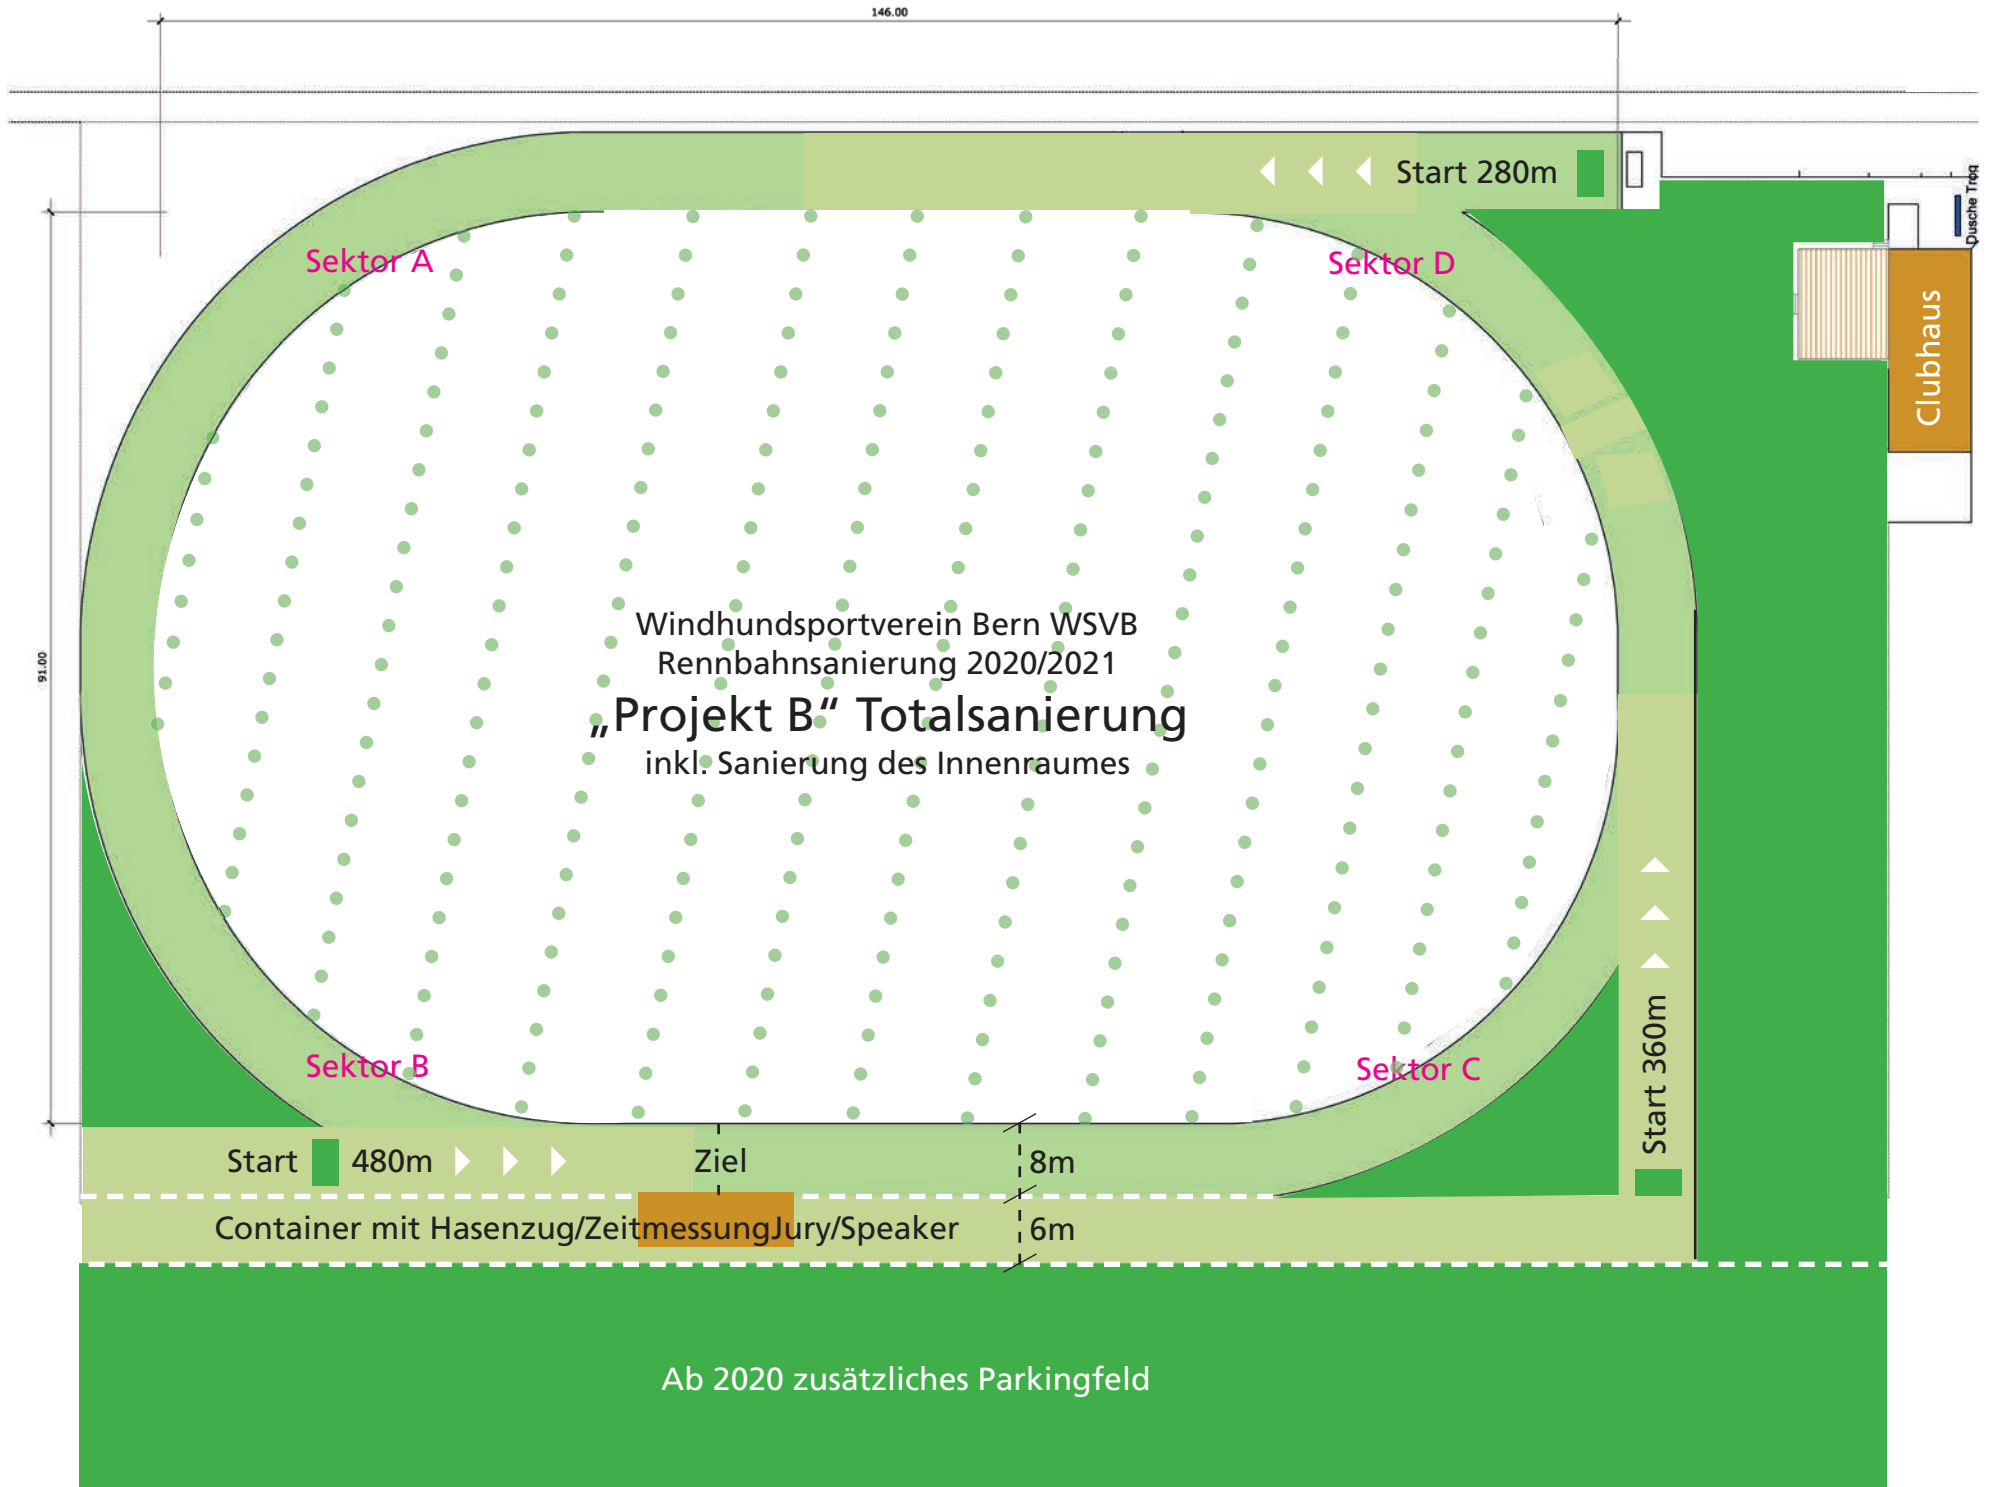 146.00
Start 280m
Dusche Trog
Sektor A
Sektor D
Clubhaus
91.00
Windhundsportverein Bern WSVB
Rennbahnsanierung 2020/2021
„Projekt B“ Totalsanierung
inkl. Sanierung des Innenraumes
Start 360m
Sektor B
Sektor C
Start 480m
Ziel
8m
Container mit Hasenzug/ZeitmessungJury/Speaker
6m
Ab 2020 zusätzliches Parkingfeld